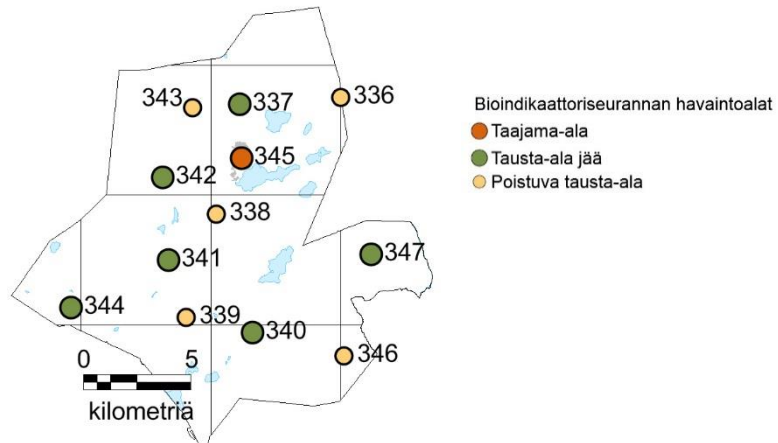 343
337
336
Bioindikaattoriseurannan havaintoalat
Taajama-ala
345
Tausta-ala jää
342
Poistuva tausta-ala
338
341
347
344
339
340
346
0 5
kilometriä